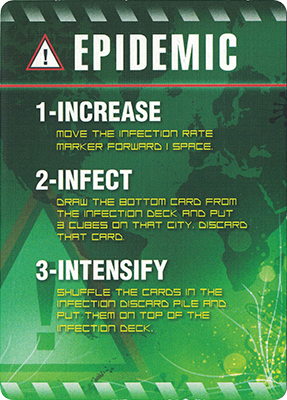 EPIDEMIC
1-INCREASE
MOVE THE INFECTION RATE
MARKER FORWARD 1 SPACE.
2-INFECT
DRAW THE BOTTOM CARD FROM
THE INFECTION DECK AND PUT
3 CUBES ON THAT CITY. DISCARD
THAT CARD.
3-INTENSIFY
SHUFFLE THE CARDS IN THE
INFECTION DISCARD PILE AND
PUT THEM ON TOP OF THE
INFECTION DECK.